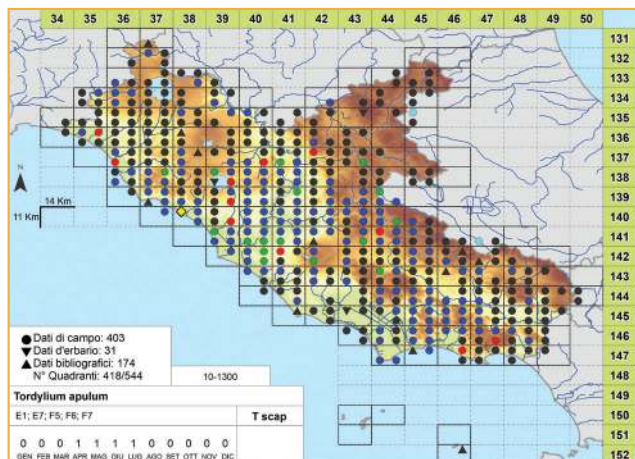 34 35 36 37 38 39 40 41 42 43 44 45 46 47 48 49 50
131
132
133
134
135
136
137
138
139
140
141
142
143
144
145
146
147
148
149
150
151
152
N
14 Km
11 Km
Dati di campo: 403
Dati d'erbario: 31
Dati bibliografici: 174
N° Quadranti: 418/544
10-1300
Tordylium apulum
E1; E7; F5; F6; F7
T scap
0 0 0 1 1 1 1 0 0 0 0 0
GEN FEB MAR APR MAG GIU LUG AGO SET OTT NOV DIC